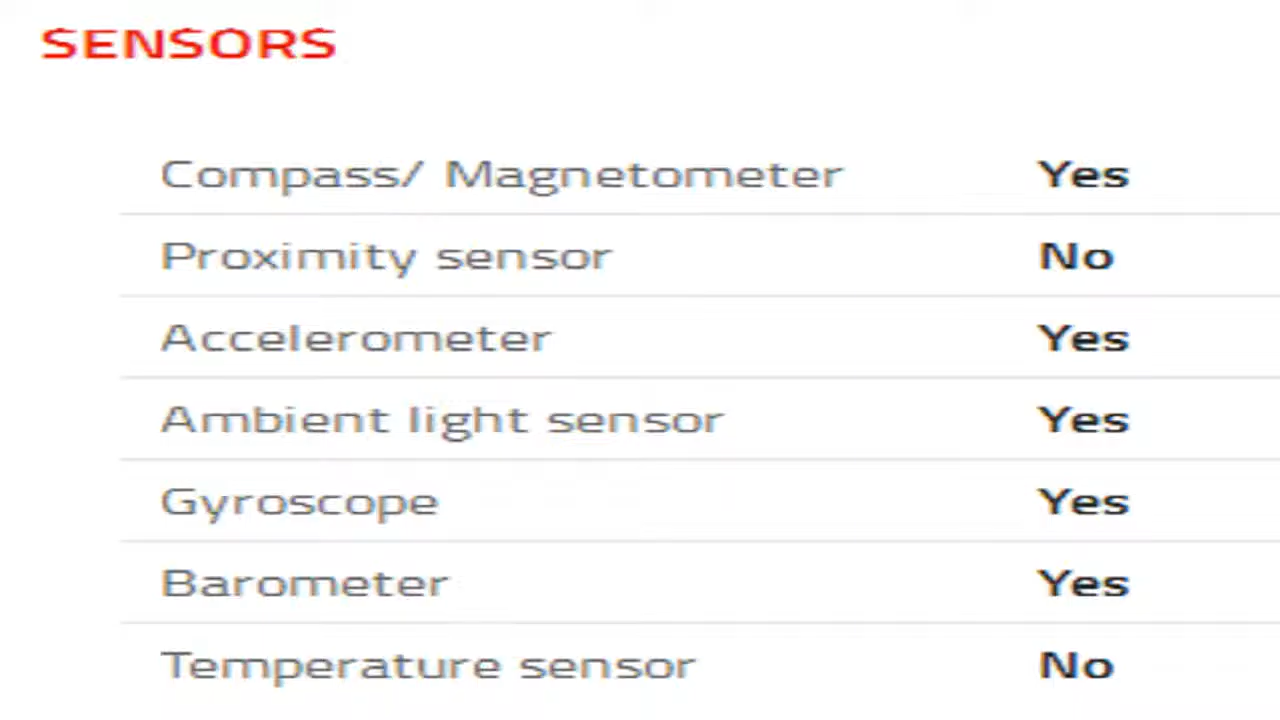 SENSORS
Compass/ Magnetometer Yes
Proximity sensor No
Accelerometer Yes
Ambient light sensor Yes
Gyroscope Yes
Barometer Yes
Temperature sensor No